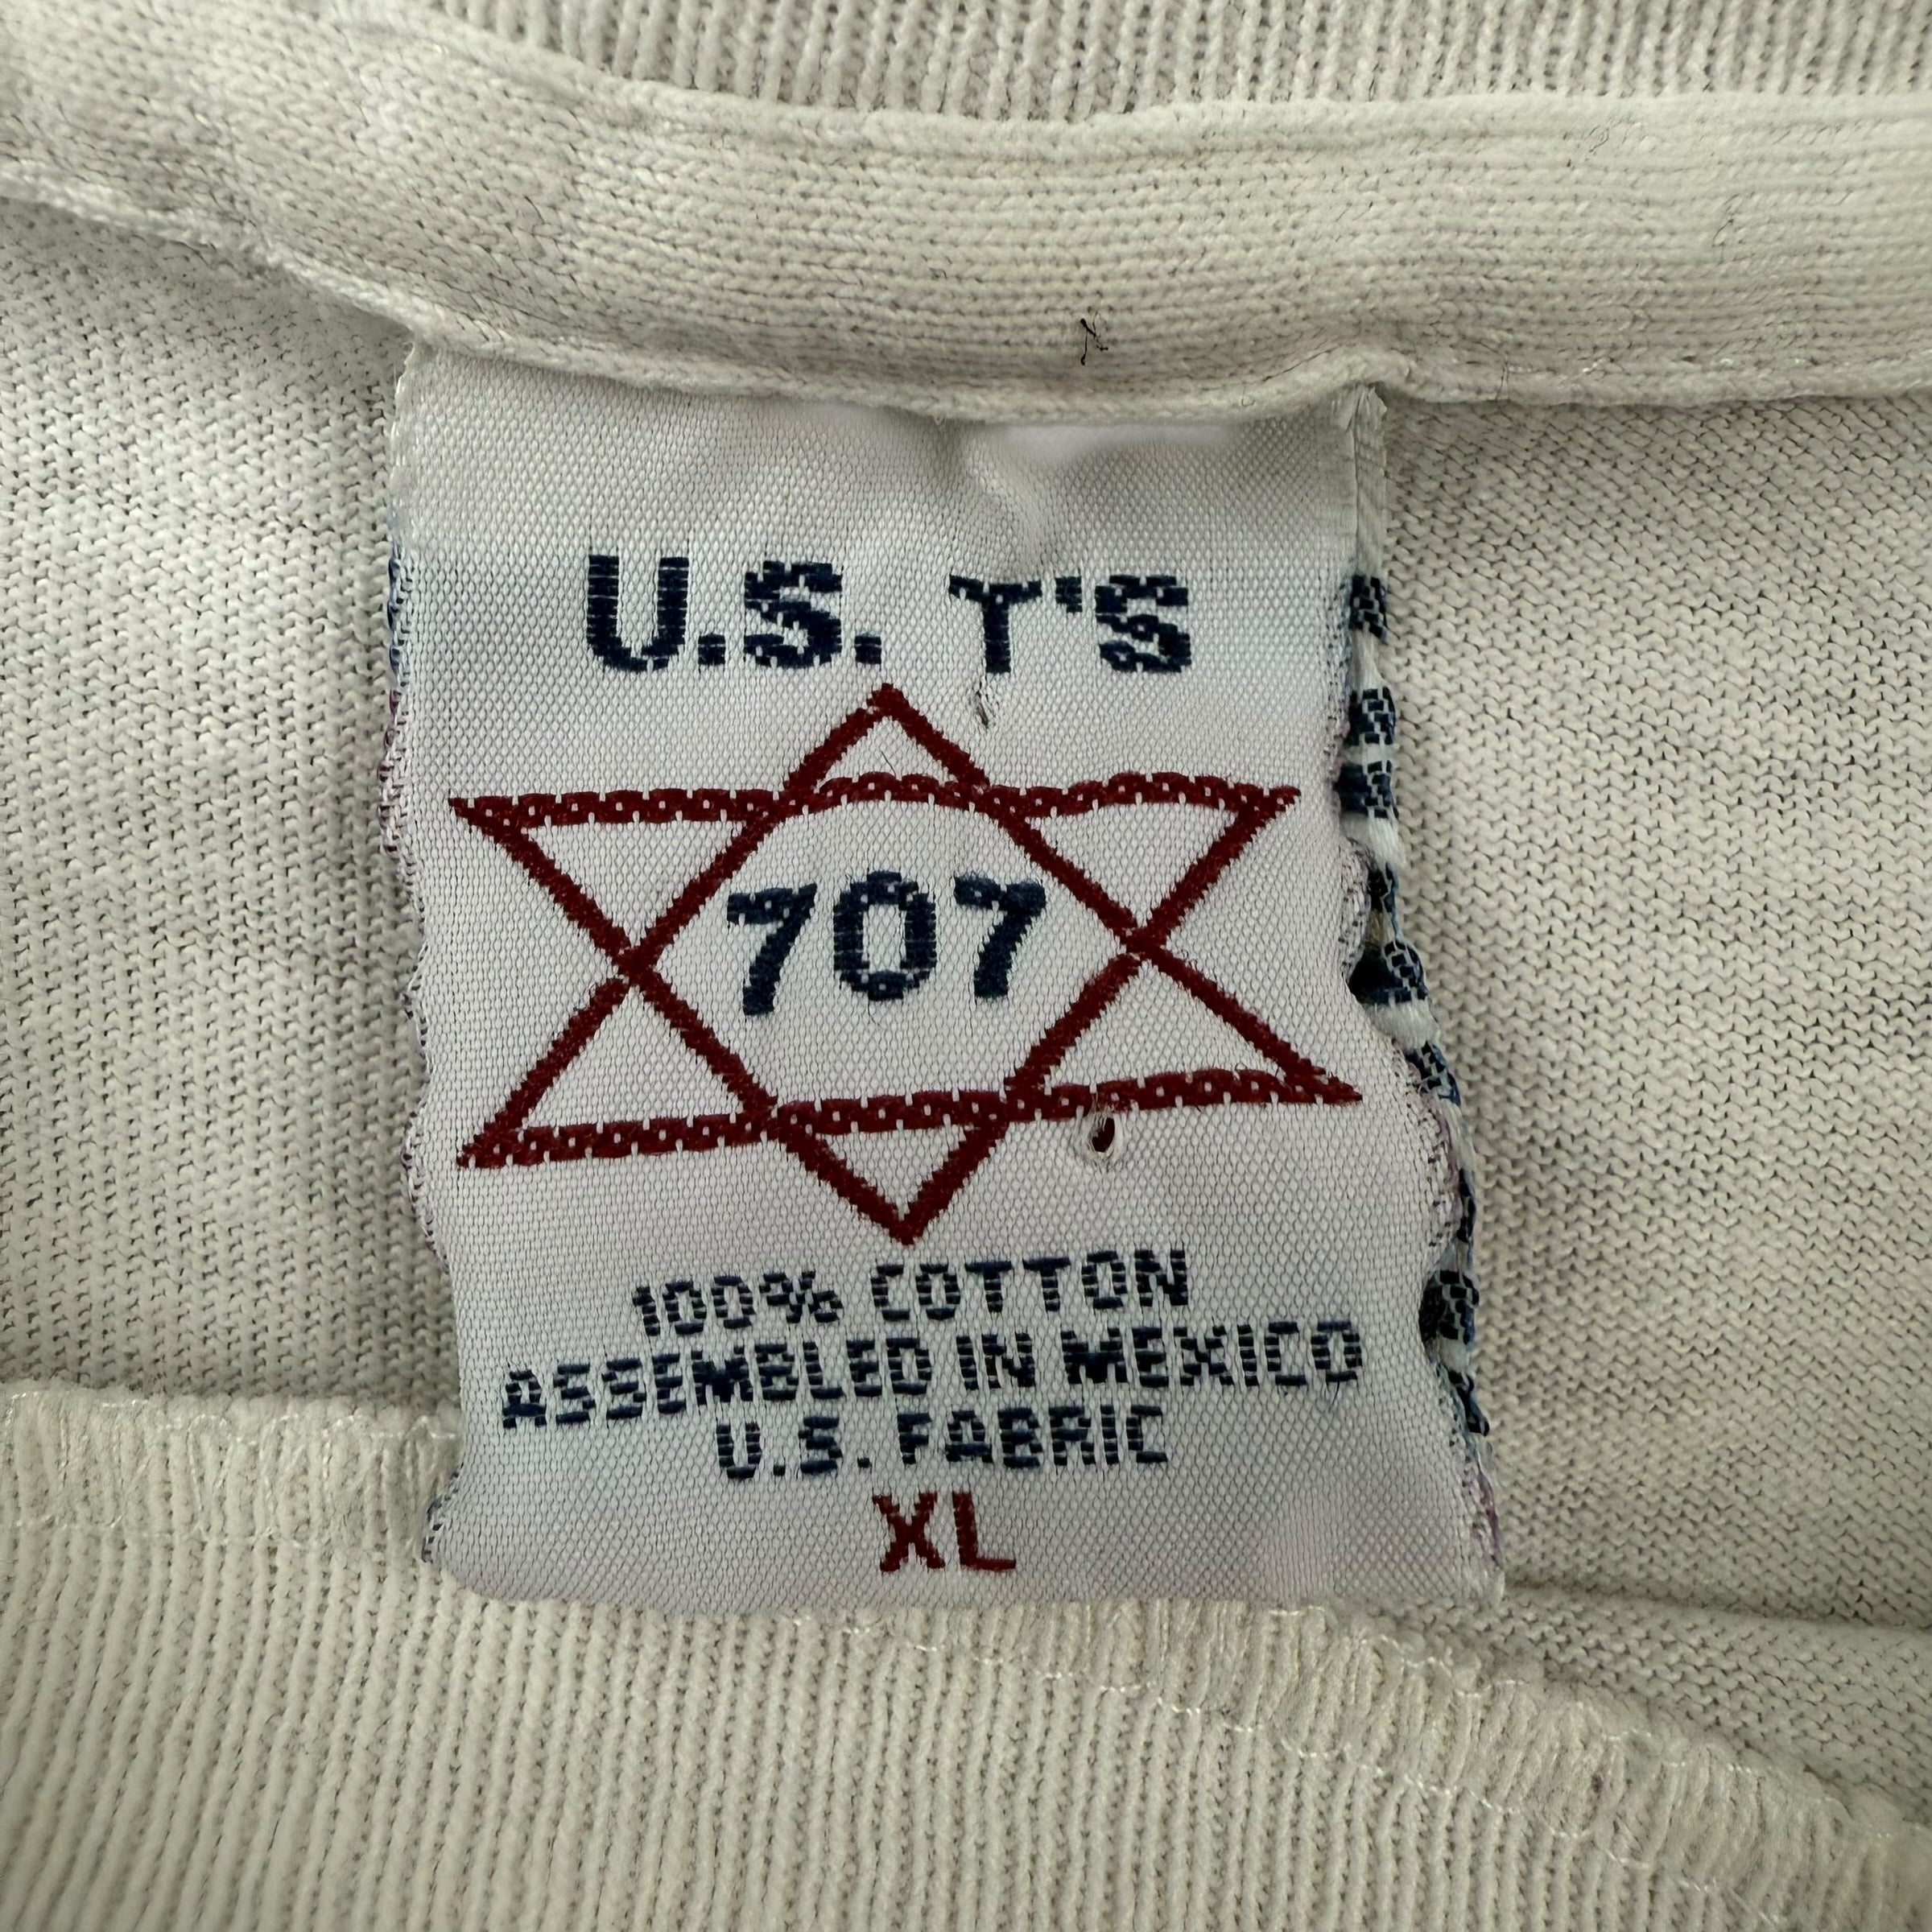 U.S. T'S
707
100% COTTON
ASSEMBLED IN MEXICO
U.S. FABRIC
XL